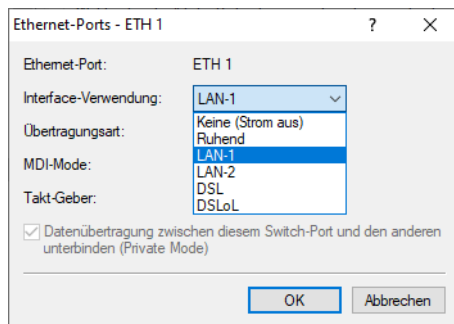 Ethernet-Ports - ETH 1
Ethernet-Port: ETH 1
Interface-Verwendung: LAN-1
Übertragungsart:
MDI-Mode:
Takt-Geber:
Keine (Strom aus)
Ruhend
LAN-1
LAN-2
DSL
DSLoL
Datenübertragung zwischen diesem Switch-Port und den anderen
unterbinden (Private Mode)
OK Abbrechen